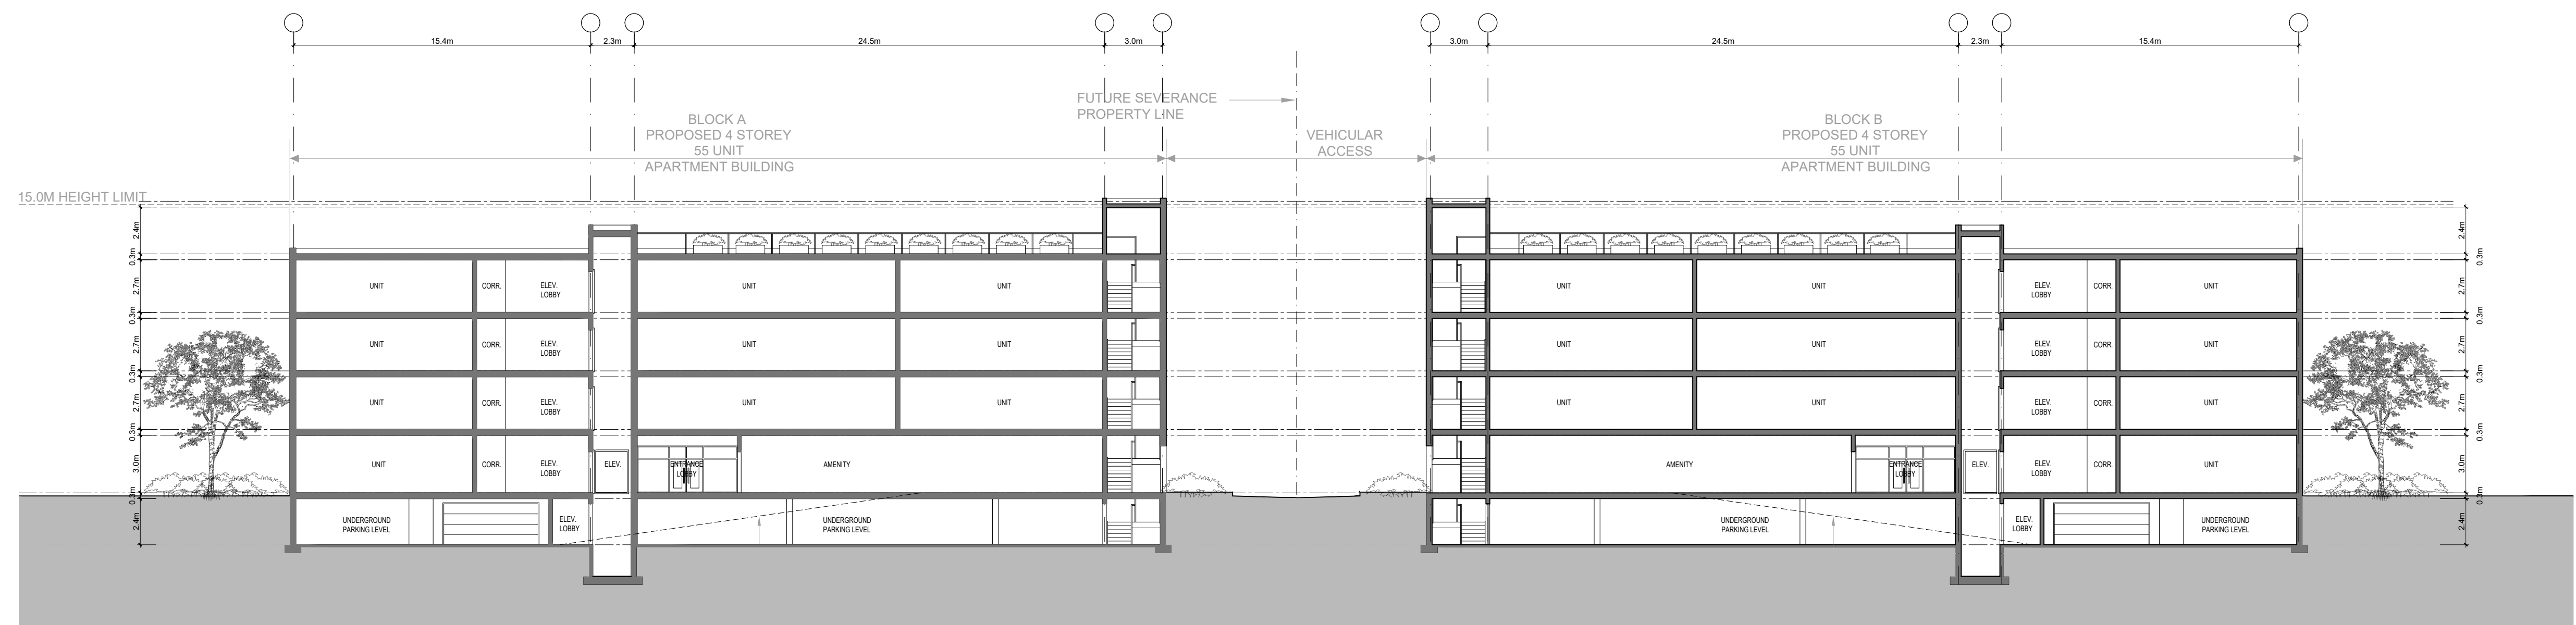 15.4m 2.3m 24.5m 3.0m 3.0m 24.5m 2.3m 15.4m
FUTURE SEVERANCE
PROPERTY LINE
BLOCK A
PROPOSED 4 STOREY
55 UNIT
APARTMENT BUILDING
VEHICULAR
ACCESS
BLOCK B
PROPOSED 4 STOREY
55 UNIT
APARTMENT BUILDING
15.0M HEIGHT LIMIT
2.4m 2.4m
0.3m 0.3m
2.7m UNIT CORR. ELEV. UNIT UNIT UNIT UNIT ELEV. CORR. UNIT 2.7m
LOBBY LOBBY
0.3m 0.3m
2.7m UNIT CORR. ELEV. UNIT UNIT UNIT UNIT ELEV. CORR. UNIT 2.7m
LOBBY LOBBY
0.3m 0.3m
2.7m UNIT CORR. ELEV. UNIT UNIT UNIT UNIT ELEV. CORR. UNIT 2.7m
LOBBY LOBBY
0.3m 0.3m
3.0m UNIT CORR. ELEV. ELEV. ENTRANCE AMENITY AMENITY ENTRANCE ELEV. ELEV. CORR. UNIT 3.0m
LOBBY LOBBY LOBBY LOBBY
0.3m 0.3m
2.4m UNDERGROUND ELEV. UNDERGROUND UNDERGROUND ELEV. UNDERGROUND 2.4m
PARKING LEVEL LOBBY PARKING LEVEL PARKING LEVEL LOBBY PARKING LEVEL